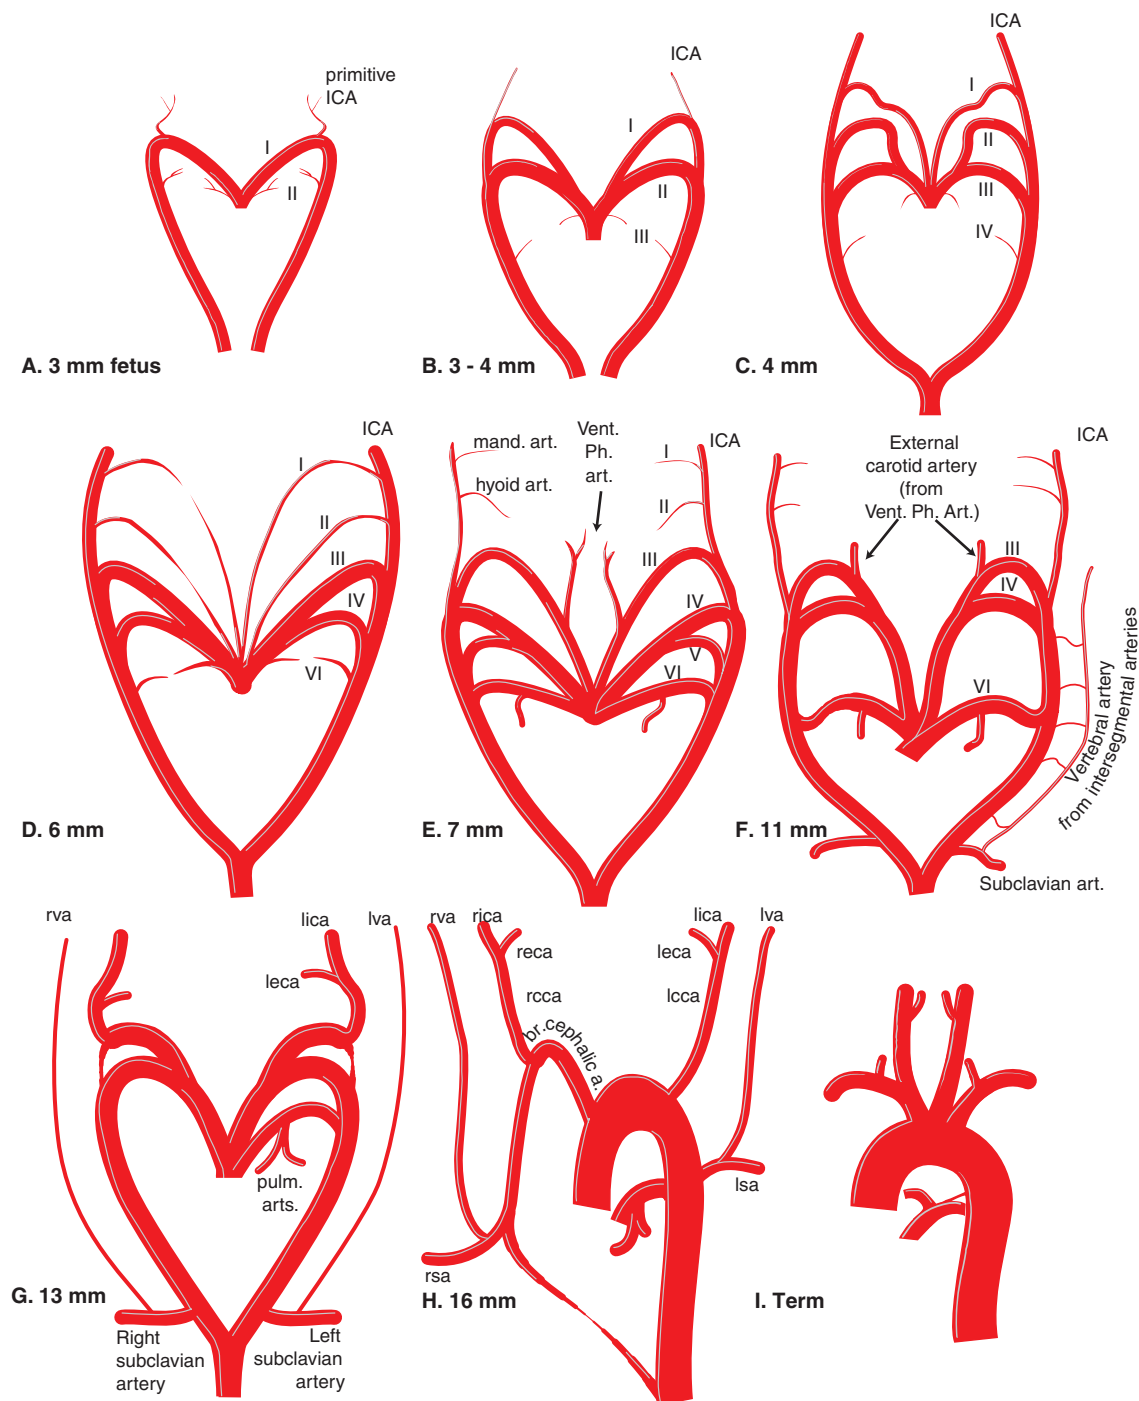 primitive
ICA
I
II
A. 3 mm fetus
ICA
I
II
III
B. 3 - 4 mm
ICA
I
II
III
IV
C. 4 mm
ICA
I
II
III
IV
VI
D. 6 mm
mand. art.
hyoid art.
Vent.
Ph.
art.
ICA
I
II
III
IV
V
VI
E. 7 mm
External
carotid artery
(from
Vent. Ph. Art.)
ICA
III
IV
VI
Vertebral artery
from intersegmental arteries
Subclavian art.
F. 11 mm
rva
lica
lva
leca
pulm.
arts.
G. 13 mm
Right
subclavian
artery
Left
subclavian
artery
rva
rica
reca
rcca
br.cephalic a.
lica
lva
leca
lcca
lsa
rsa
H. 16 mm
I. Term